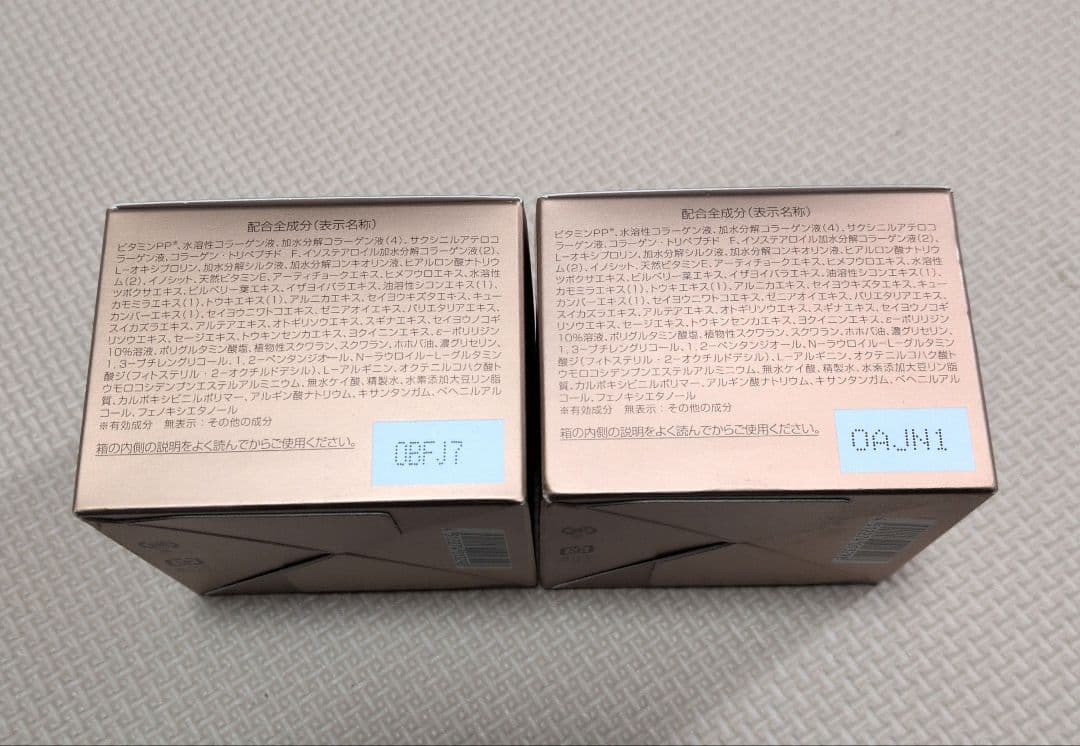 配合全成分(表示名称)
ビタミンPP*、水溶性コラーゲン液、加水分解コラーゲン液(4)、サクシニルアテロコ
ラーゲン液、コラーゲン・トリペプチド F、イソステアロイル加水分解コラーゲン液(2)、
L-オキシプロリン、加水分解シルク液、加水分解コンキオリン液、ヒアルロン酸ナトリウ
ム(2)、イノシット、天然ビタミンE、アーティチョークエキス、ヒメフウロエキス、水溶性
ツボクサエキス、ビルベリー葉エキス、イザヨイバラエキス、油溶性シコンエキス(1)、
カモミラエキス(1)、トウキエキス(1)、アルニカエキス、セイヨウキズタエキス、キュー
カンバーエキス(1)、セイヨウニワトコエキス、ゼニアオイエキス、パリエタリアエキス、
スイカズラエキス、アルテアエキス、オトギリソウエキス、スギナエキス、セイヨウノコギ
リソウエキス、セージエキス、トウキンセンカエキス、ヨクイニンエキス、ε-ポリリジン
10%溶液、ポリグルタミン酸塩、植物性スクワラン、スクワラン、ホホバ油、濃グリセリン、
1,3-ブチレングリコール、1,2-ペンタンジオール、N-ラウロイル-L-グルタミン
酸ジ(フィトステリル・2-オクチルドデシル)、L-アルギニン、オクテニルコハク酸ト
ウモロコシデンプンエステルアルミニウム、無水ケイ酸、精製水、水素添加大豆リン脂
質、カルボキシビニルポリマー、アルギン酸ナトリウム、キサンタンガム、ベヘニルアル
コール、フェノキシエタノール
※有効成分 無表示:その他の成分
箱の内側の説明をよく読んでからご使用ください。
0BFJ7
配合全成分(表示名称)
ビタミンPP*、水溶性コラーゲン液、加水分解コラーゲン液(4)、サクシニルアテロコ
ラーゲン液、コラーゲン・トリペプチド F、イソステアロイル加水分解コラーゲン液(2)、
L-オキシプロリン、加水分解シルク液、加水分解コンキオリン液、ヒアルロン酸ナトリウ
ム(2)、イノシット、天然ビタミンE、アーティチョークエキス、ヒメフウロエキス、水溶性
ツボクサエキス、ビルベリー葉エキス、イザヨイバラエキス、油溶性シコンエキス(1)、
カモミラエキス(1)、トウキエキス(1)、アルニカエキス、セイヨウキズタエキス、キュー
カンバーエキス(1)、セイヨウニワトコエキス、ゼニアオイエキス、パリエタリアエキス、
スイカズラエキス、アルテアエキス、オトギリソウエキス、スギナエキス、セイヨウノコギ
リソウエキス、セージエキス、トウキンセンカエキス、ヨクイニンエキス、ε-ポリリジン
10%溶液、ポリグルタミン酸塩、植物性スクワラン、スクワラン、ホホバ油、濃グリセリン、
1,3-ブチレングリコール、1,2-ペンタンジオール、N-ラウロイル-L-グルタミン
酸ジ(フィトステリル・2-オクチルドデシル)、L-アルギニン、オクテニルコハク酸ト
ウモロコシデンプンエステルアルミニウム、無水ケイ酸、精製水、水素添加大豆リン脂
質、カルボキシビニルポリマー、アルギン酸ナトリウム、キサンタンガム、ベヘニルアル
コール、フェノキシエタノール
※有効成分 無表示:その他の成分
箱の内側の説明をよく読んでからご使用ください。
0AJN1